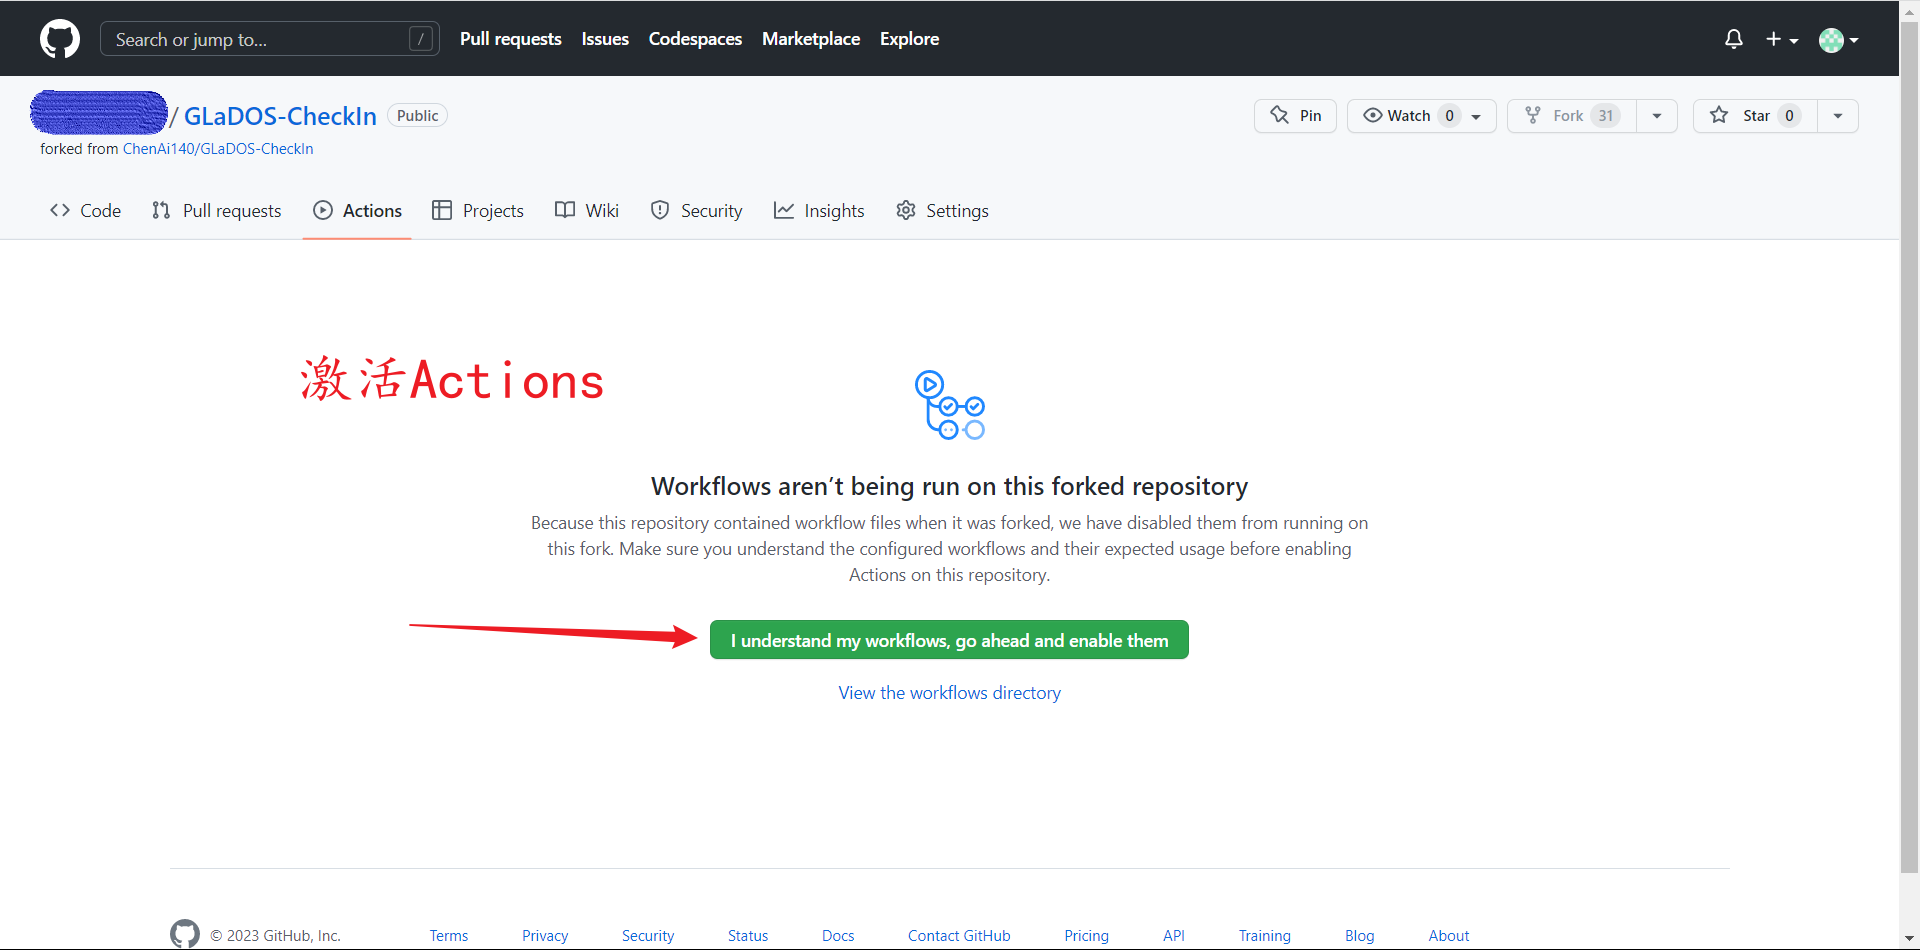 Search or jump to... /
Pull requests Issues Codespaces Marketplace Explore
/ GLaDOS-CheckIn Public
Pin Watch 0 Fork 31 Star 0
forked from ChenAi140/GLaDOS-CheckIn
Code Pull requests Actions Projects Wiki Security Insights Settings
激活Actions
Workflows aren’t being run on this forked repository
Because this repository contained workflow files when it was forked, we have disabled them from running on
this fork. Make sure you understand the configured workflows and their expected usage before enabling
Actions on this repository.
I understand my workflows, go ahead and enable them
View the workflows directory
© 2023 GitHub, Inc. Terms Privacy Security Status Docs Contact GitHub Pricing API Training Blog About